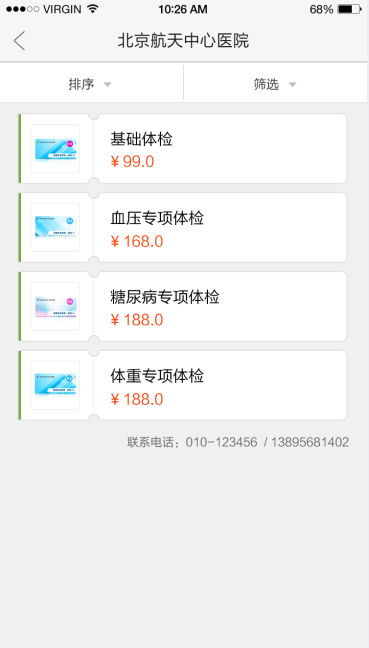 VIRGIN 10:26 AM 68%
北京航天中心医院
排序 筛选
基础体检
¥ 99.0
血压专项体检
¥ 168.0
糖尿病专项体检
¥ 188.0
体重专项体检
¥ 188.0
联系电话：010-123456 / 13895681402